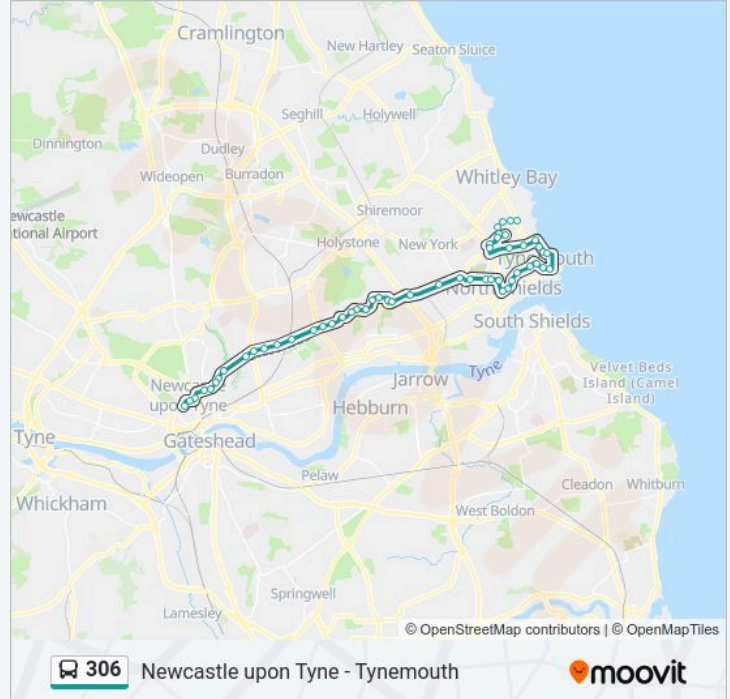 Cramlington
New Hartley
Seaton Sluice
Seghill
Holywell
Dinnington
Dudley
Wideopen
Burradon
Whitley Bay
ewcastle
tional Airport
Shiremoor
Holystone
New York
Tynemouth
North Shields
South Shields
Velvet Beds
Island (Camel
Island)
Tyne
Jarrow
Newcastle
upon Tyne
Hebburn
Tyne
Gateshead
Pelaw
Cleadon
Whitburn
Whickham
West Boldon
Springwell
Lamesley
© OpenStreetMap contributors | © OpenMapTiles
306 Newcastle upon Tyne - Tynemouth
moovit